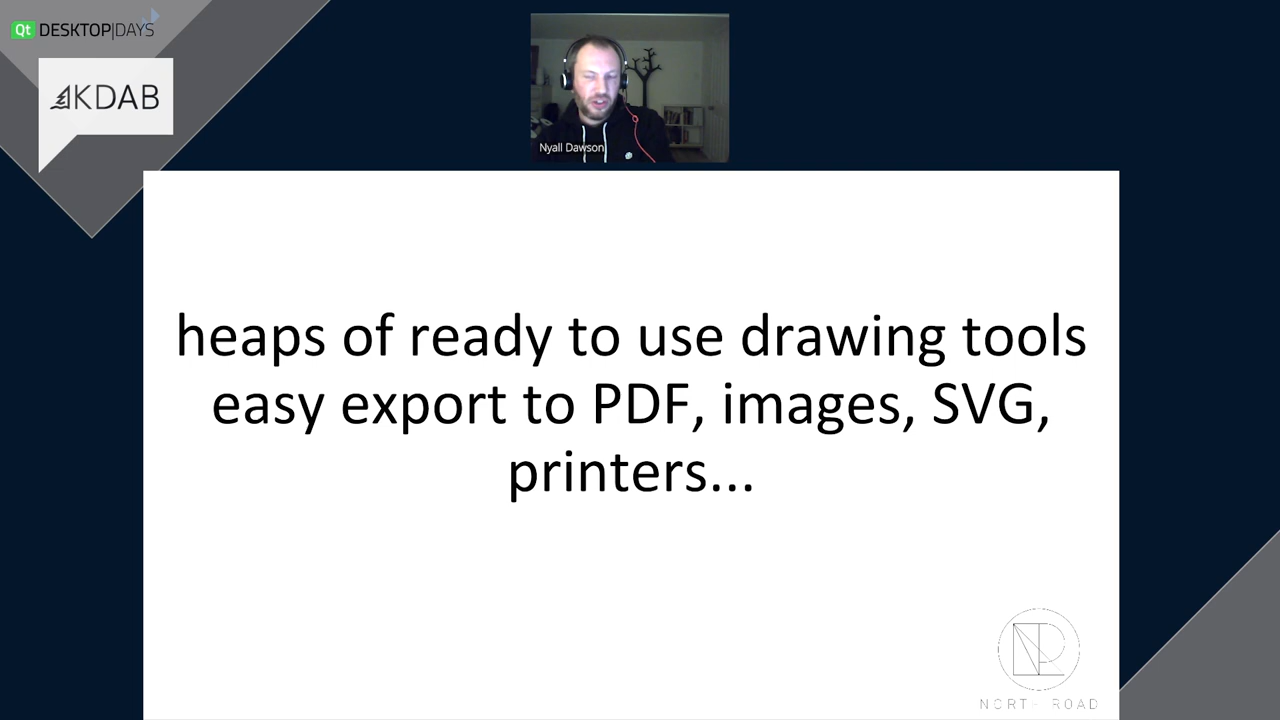 Qt DESKTOP|DAYS
KDAB
Nyall Dawson
heaps of ready to use drawing tools
easy export to PDF, images, SVG,
printers...
NORTH ROAD